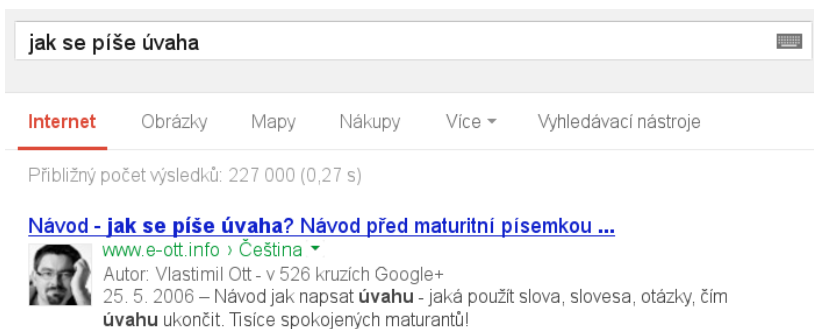 jak se píše úvaha
Internet Obrázky Mapy Nákupy Více Vyhledávací nástroje
Přibližný počet výsledků: 227 000 (0,27 s)
Návod - jak se píše úvaha? Návod před maturitní písemkou ...
www.e-ott.info › Čeština
Autor: Vlastimil Ott - v 526 kruzích Google+
25. 5. 2006 – Návod jak napsat úvahu - jaká použít slova, slovesa, otázky, čím
úvahu ukončit. Tisíce spokojených maturantů!